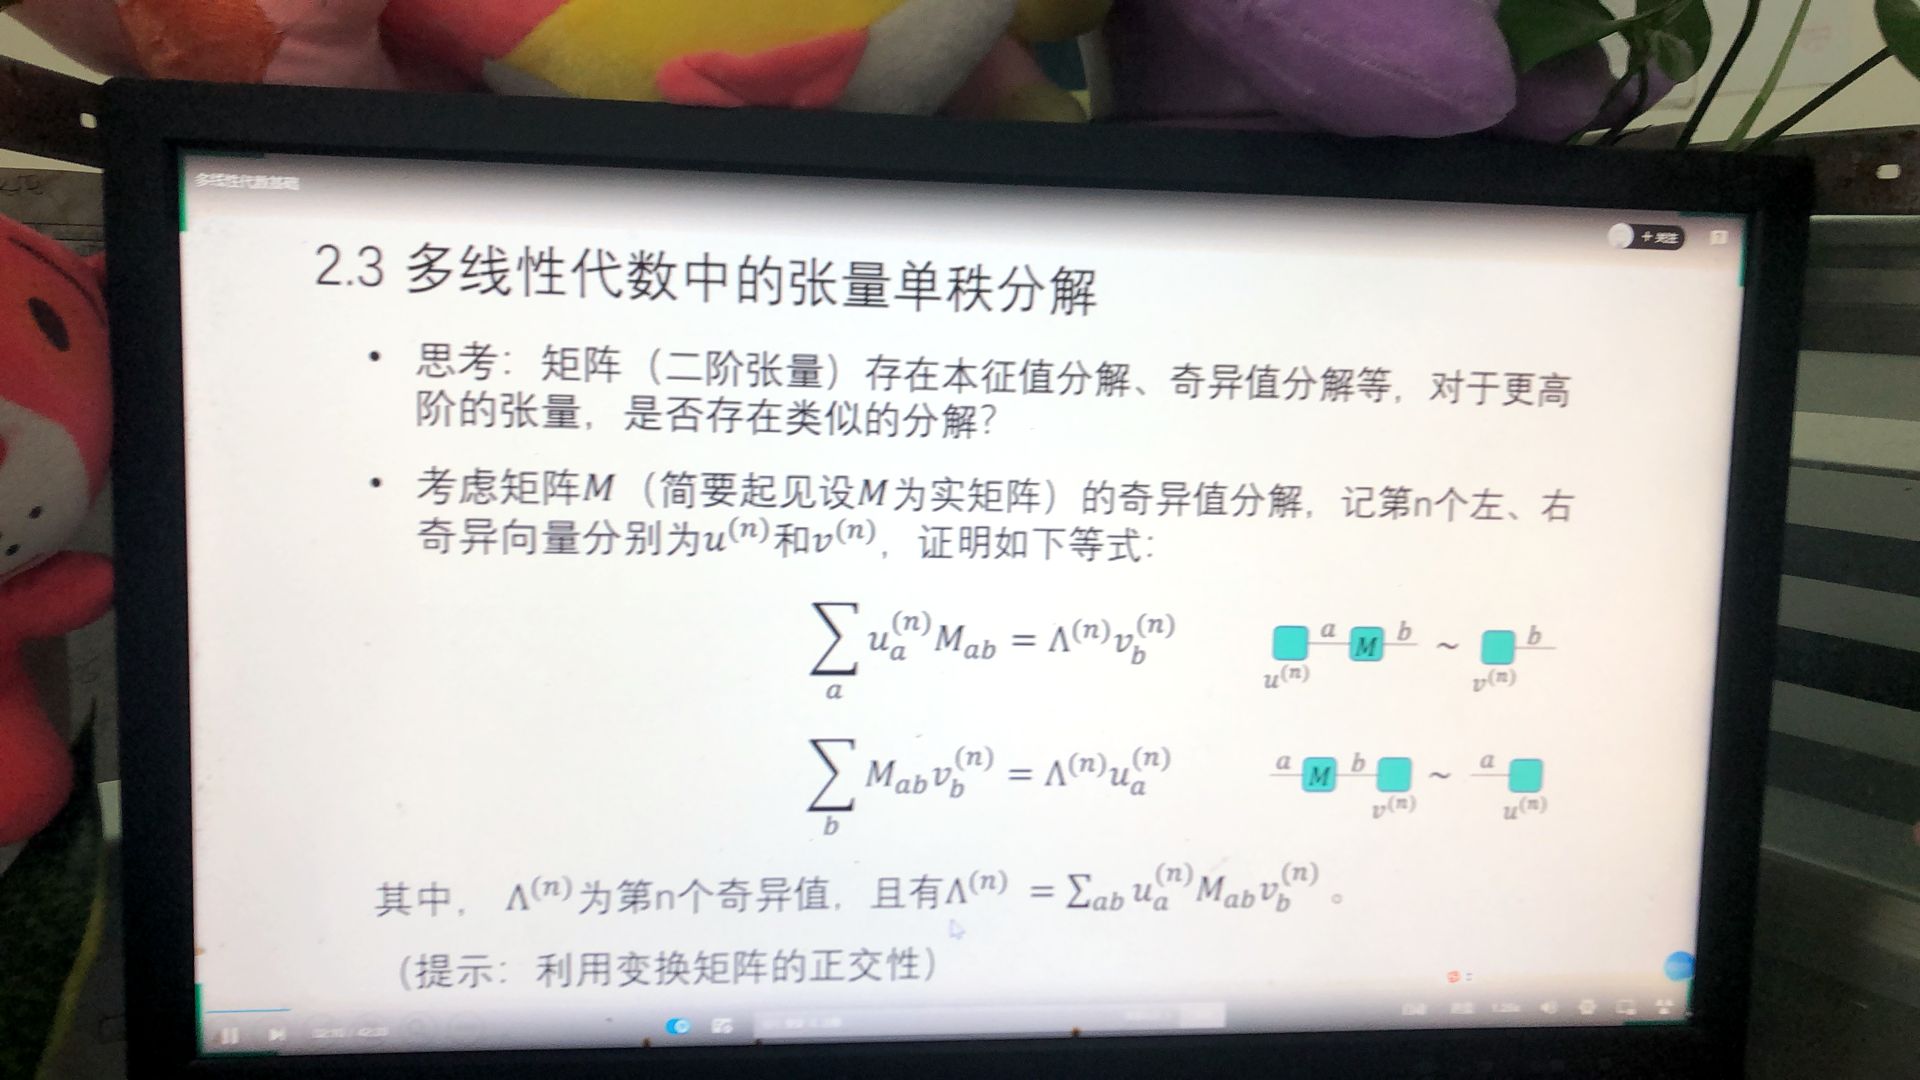 多线性代数基础
+ 关注
2.3 多线性代数中的张量单秩分解
• 思考：矩阵（二阶张量）存在本征值分解、奇异值分解等，对于更高
阶的张量，是否存在类似的分解？
• 考虑矩阵M（简要起见设M为实矩阵）的奇异值分解，记第n个左、右
奇异向量分别为u^{(n)}和v^{(n)}，证明如下等式：
\sum_a u_a^{(n)} M_{ab} = Λ^{(n)} v_b^{(n)}
a M b ~ b
u^{(n)} v^{(n)}
\sum_b M_{ab} v_b^{(n)} = Λ^{(n)} u_a^{(n)}
a M b ~ a
v^{(n)} u^{(n)}
其中，Λ^{(n)}为第n个奇异值，且有Λ^{(n)} = \sum_{ab} u_a^{(n)} M_{ab} v_b^{(n)}。
（提示：利用变换矩阵的正交性）